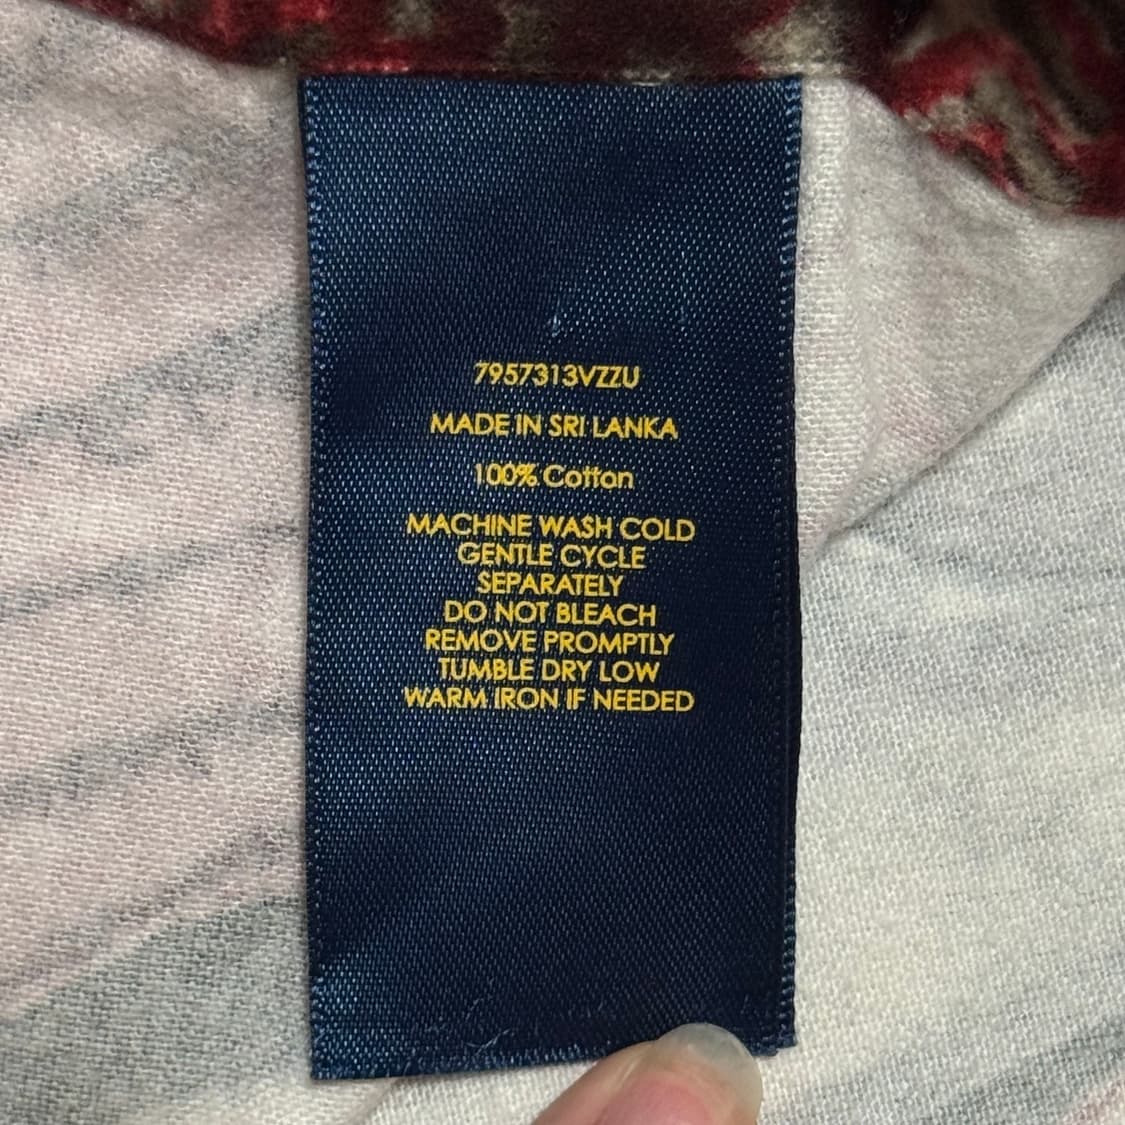 7957313VZZU
MADE IN SRI LANKA
100% Cotton
MACHINE WASH COLD
GENTLE CYCLE
SEPARATELY
DO NOT BLEACH
REMOVE PROMPTLY
TUMBLE DRY LOW
WARM IRON IF NEEDED